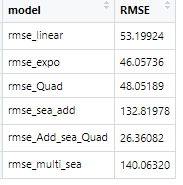 model RMSE
rmse_linear 53.19924
rmse_expo 46.05736
rmse_Quad 48.05189
rmse_sea_add 132.81978
rmse_Add_sea_Quad 26.36082
rmse_multi_sea 140.06320